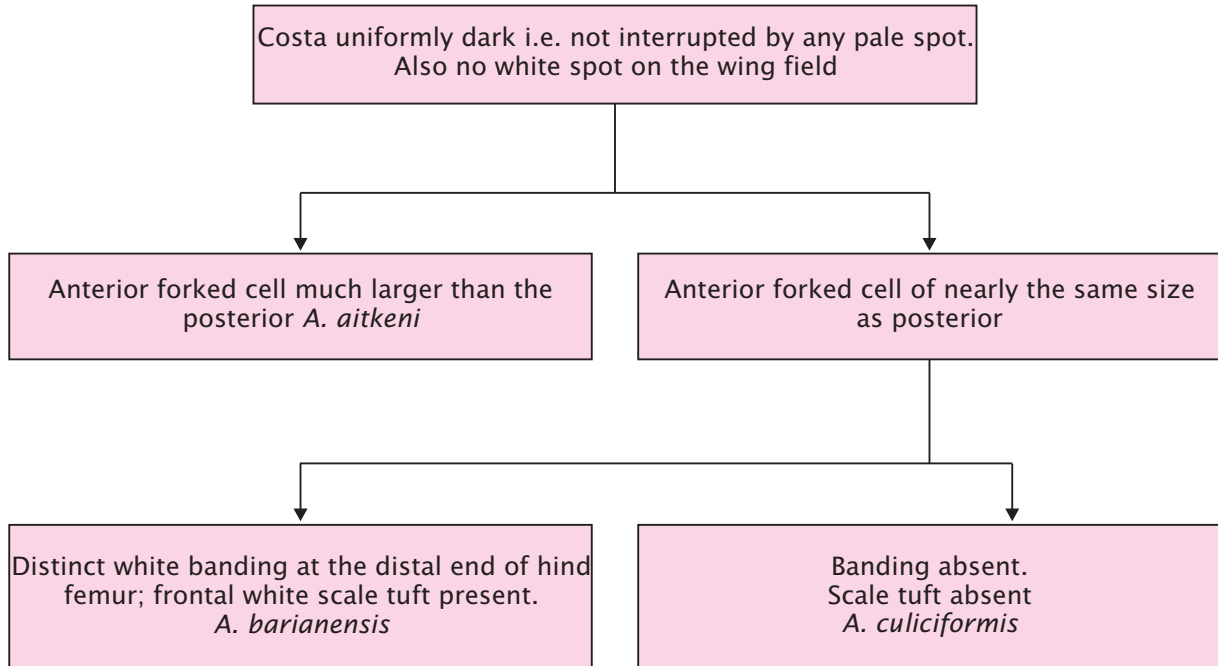 Costa uniformly dark i.e. not interrupted by any pale spot.
Also no white spot on the wing field
Anterior forked cell much larger than the
posterior A. aitkeni
Anterior forked cell of nearly the same size
as posterior
Distinct white banding at the distal end of hind
femur; frontal white scale tuft present.
A. barianensis
Banding absent.
Scale tuft absent
A. culiciformis